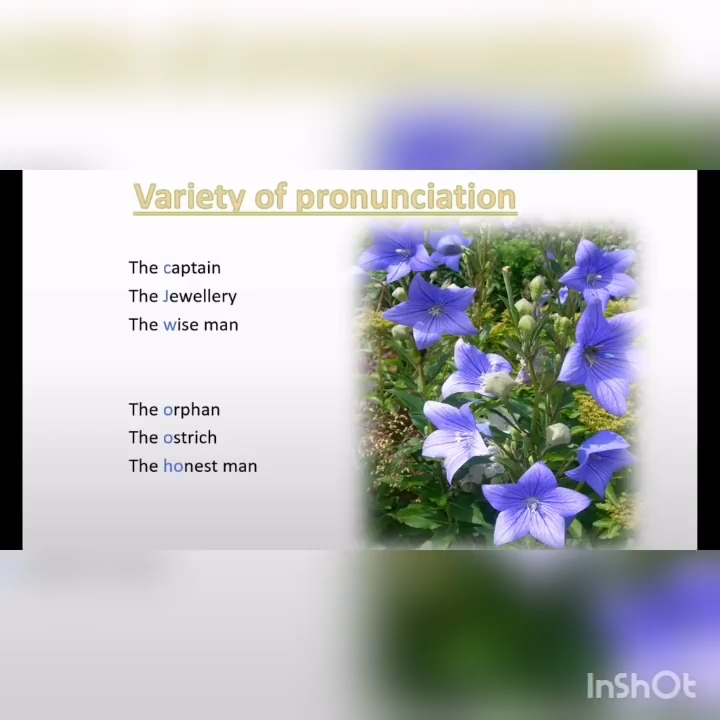 Variety of pronunciation
The captain
The Jewellery
The wise man
The orphan
The ostrich
The honest man
InShOt